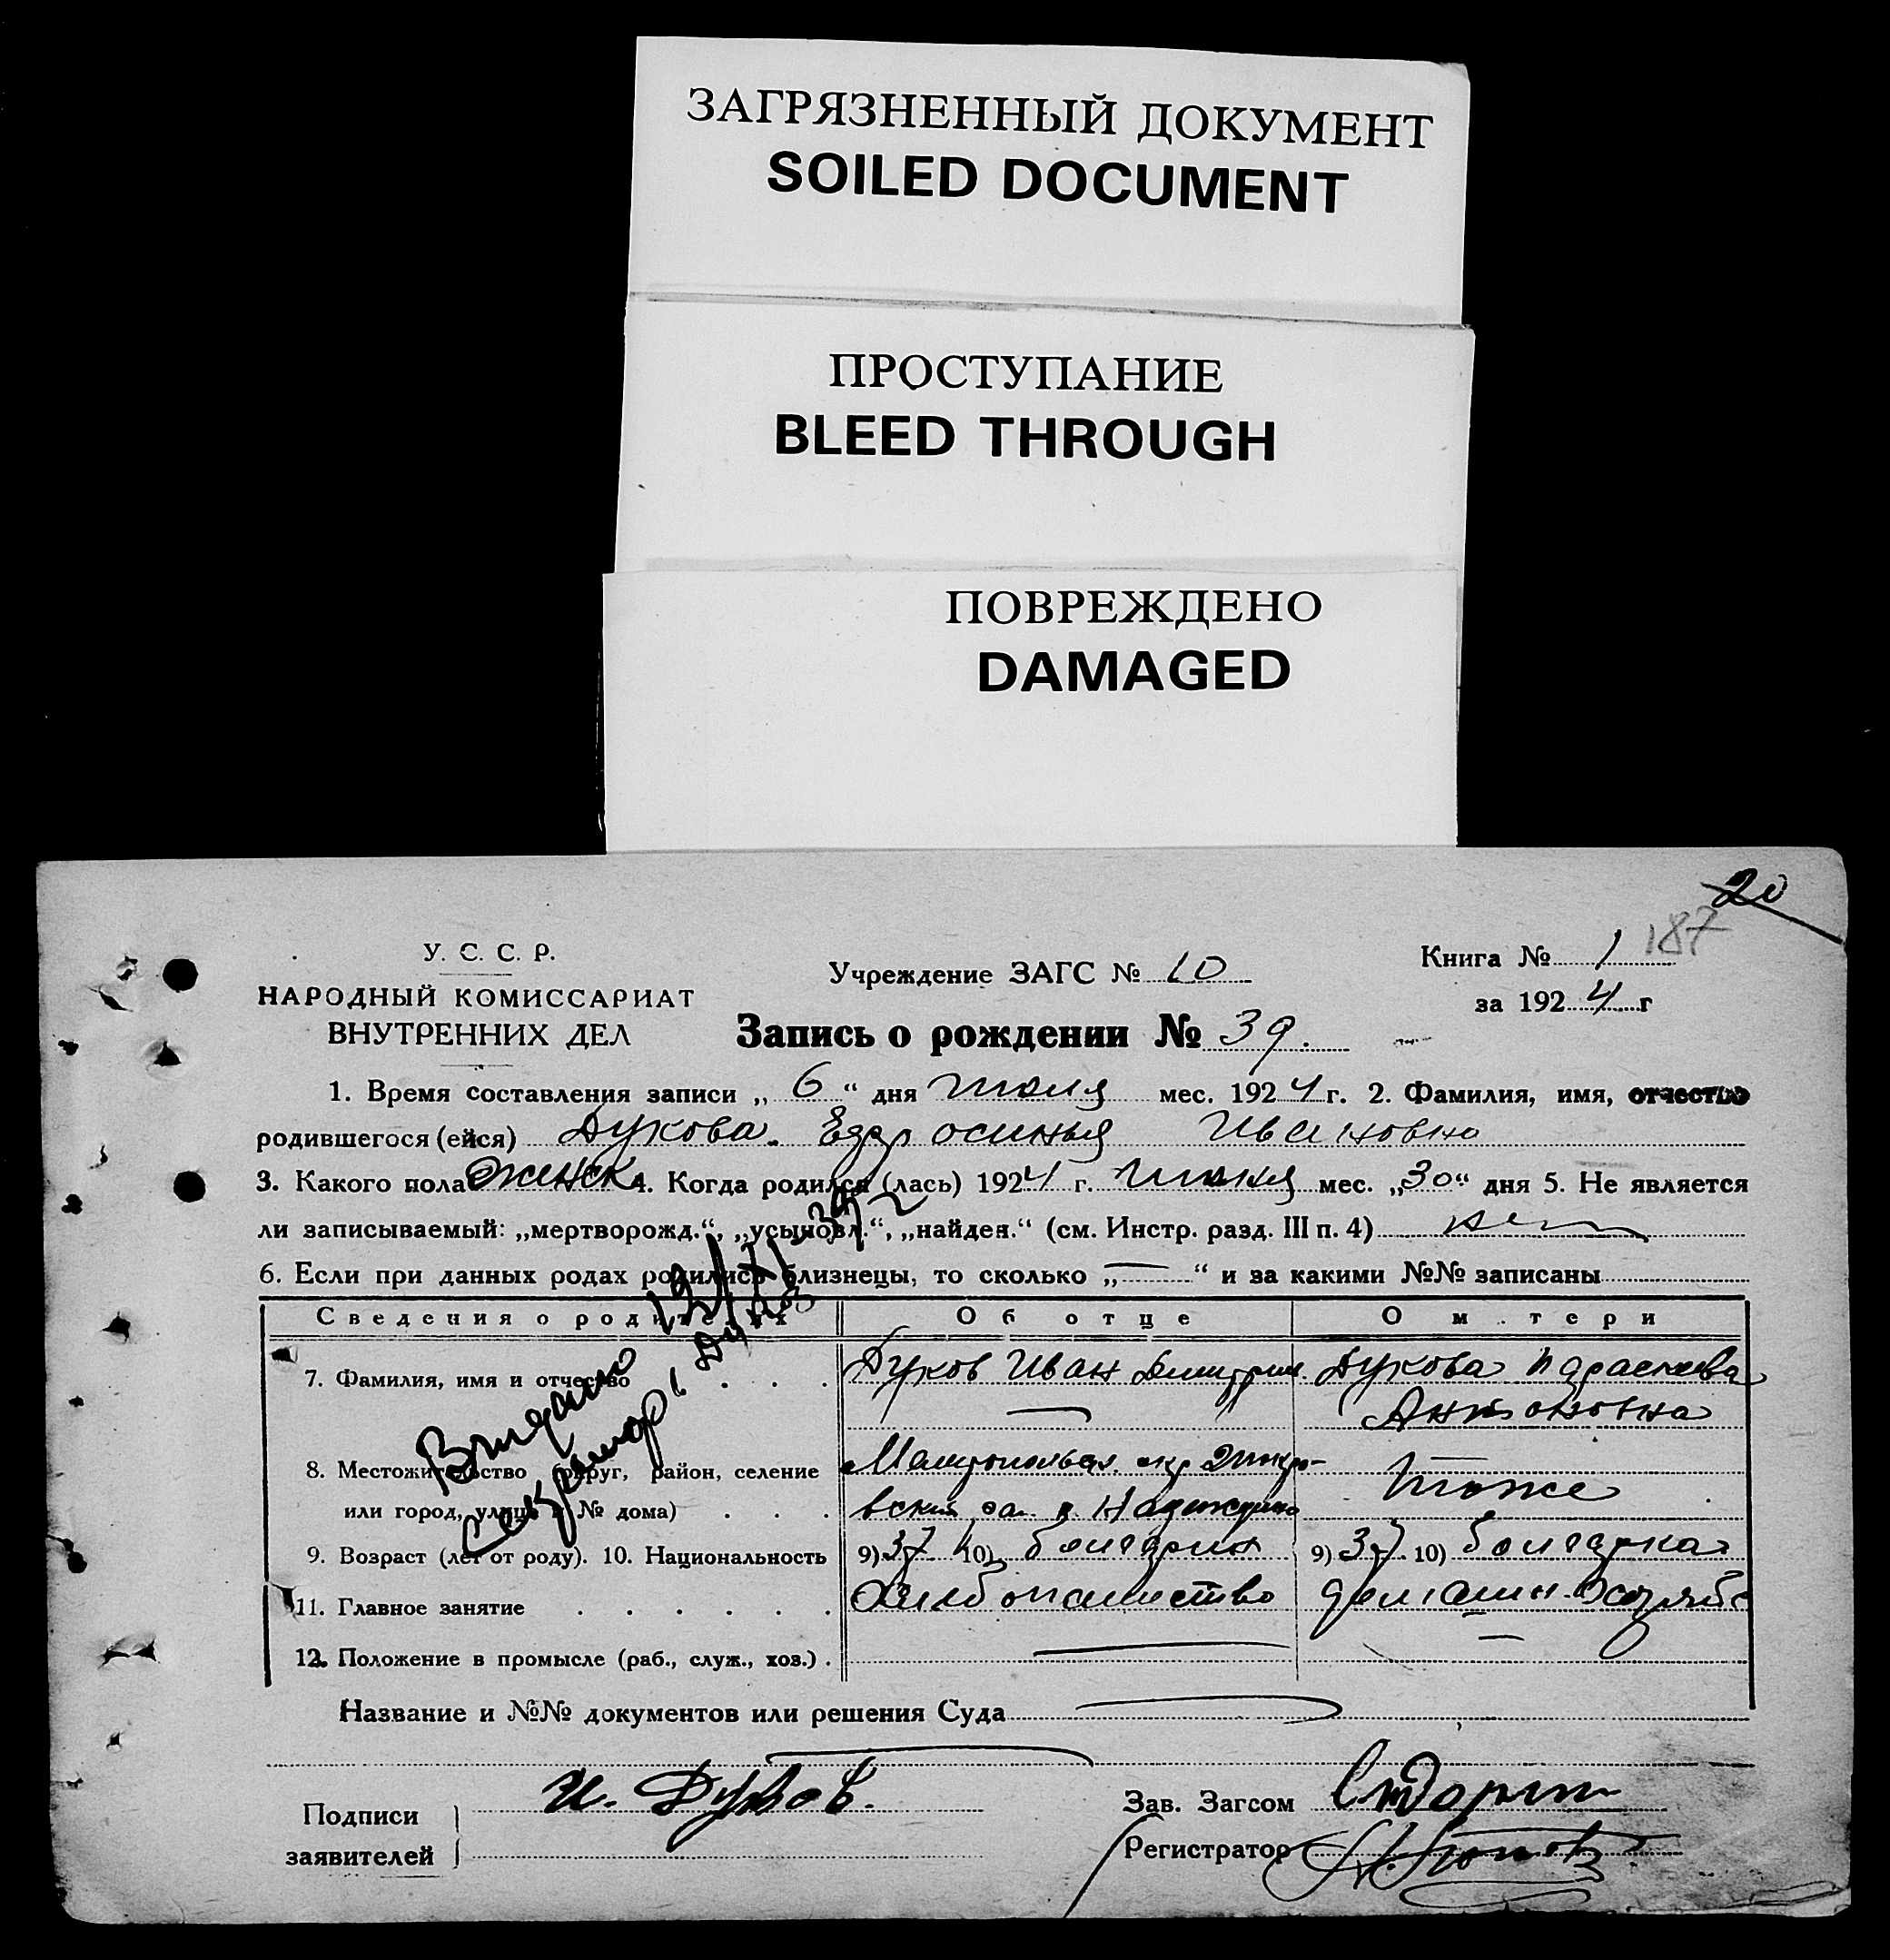 ЗАГРЯЗНЕННЫЙ ДОКУМЕНТ
SOILED DOCUMENT
ПРОСТУПАНИЕ
BLEED THROUGH
ПОВРЕЖДЕНО
DAMAGED
20
187
У. С. С. Р.
НАРОДНЫЙ КОМИССАРИАТ
ВНУТРЕННИХ ДЕЛ
Учреждение ЗАГС № 10
Книга № 1
за 1924 г
Запись о рождении № 39.
1. Время составления записи „ 6 “ дня июля мес. 1924 г. 2. Фамилия, имя, отчество
родившегося (ейся) Дукова. Ивановна
3. Какого пола женск 4. Когда родился (лась) 1924 г. мес. „30“ дня 5. Не является
ли записываемый: „мертворожд.“, „усыновл.“, „найден.“ (см. Инстр. разд. III п. 4) нет
6. Если при данных родах родились близнецы, то сколько „ — “ и за какими №№ записаны
Сведения о родителях Об отце О матери
7. Фамилия, имя и отчество . . . Дуков Иван Дмитрие. Дукова Параскева
— Антоновна
8. Местожительство (округ, район, селение
или город, улица и № дома) . . . тоже
9. Возраст (лет от роду). 10. Национальность 9) 37 10) болгарин 9) 37 10) болгарка
11. Главное занятие . . . . . . Хлебопашество
12. Положение в промысле (раб., служ., хоз.) . — —
Название и №№ документов или решения Суда —
Подписи
заявителей
И. Дуков.
Зав. Загсом
Регистратор